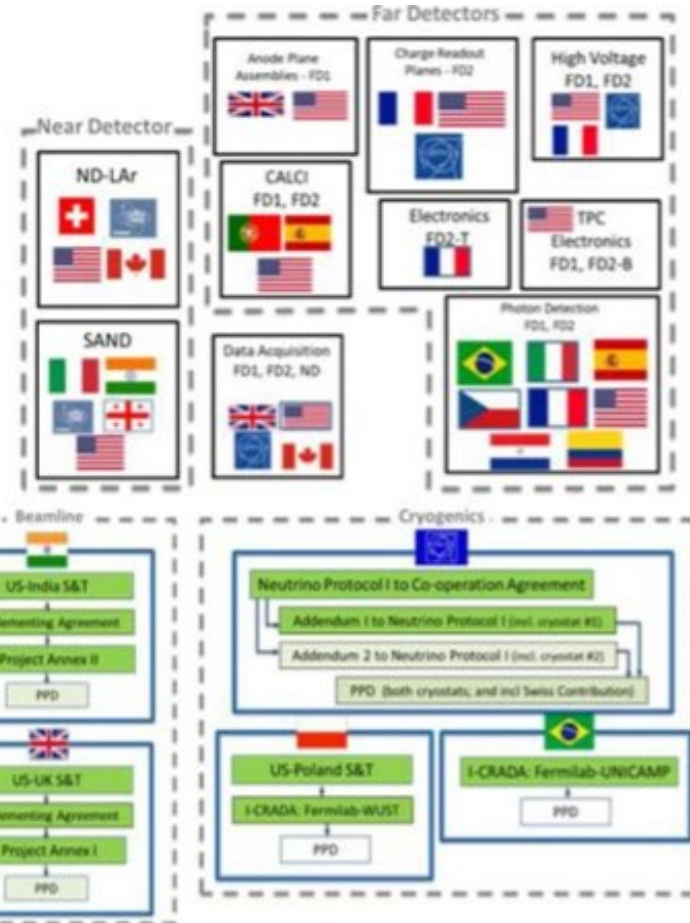 Far Detectors
Anode Plane
Assemblies - FD1
Charge Readout
Planes - FD2
High Voltage
FD1, FD2
Near Detector
ND-LAr
CALCI
FD1, FD2
Electronics
FD2-T
TPC
Electronics
FD1, FD2-B
SAND
Data Acquisition
FD1, FD2, ND
Photon Detection
FD1, FD2
Beamline
US-India S&T
lementing Agreement
Project Annex II
PPD
US-UK S&T
ementing Agreement
Project Annex I
PPD
Cryogenics
Neutrino Protocol I to Co-operation Agreement
Addendum I to Neutrino Protocol I (incl. cryostat #1)
Addendum 2 to Neutrino Protocol I (incl. cryostat #2)
PPD (both cryostats; and incl Swiss Contribution)
US-Poland S&T
I-CRADA: Fermilab-WUST
PPD
I-CRADA: Fermilab-UNICAMP
PPD